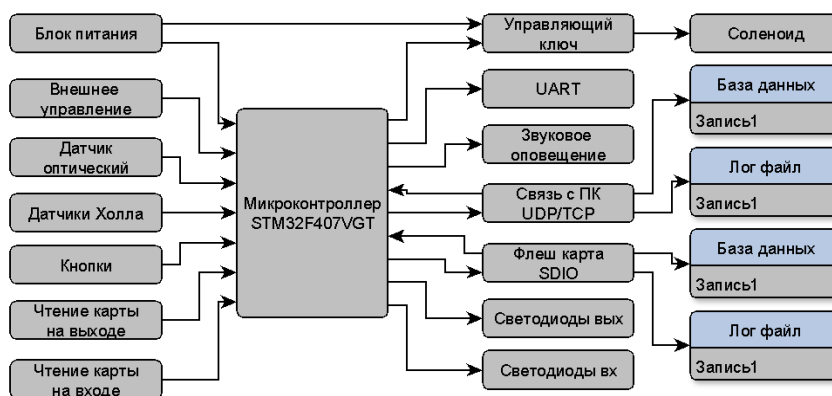 Блок питания
Внешнее
управление
Датчик
оптический
Датчики Холла
Кнопки
Чтение карты
на выходе
Чтение карты
на входе
Микроконтроллер
STM32F407VGT
Управляющий
ключ
UART
Звуковое
оповещение
Связь с ПК
UDP/TCP
Флеш карта
SDIO
Светодиоды вых
Светодиоды вх
Соленоид
База данных
Запись1
Лог файл
Запись1
База данных
Запись1
Лог файл
Запись1